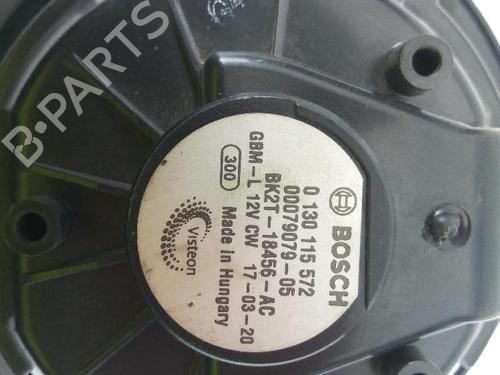 BOSCH
0 130 115 572
00079079-05
BK2T-18456-AC
GBM-L 12V CW 17-03-20
300 Made in Hungary
Visteon
B-PARTS